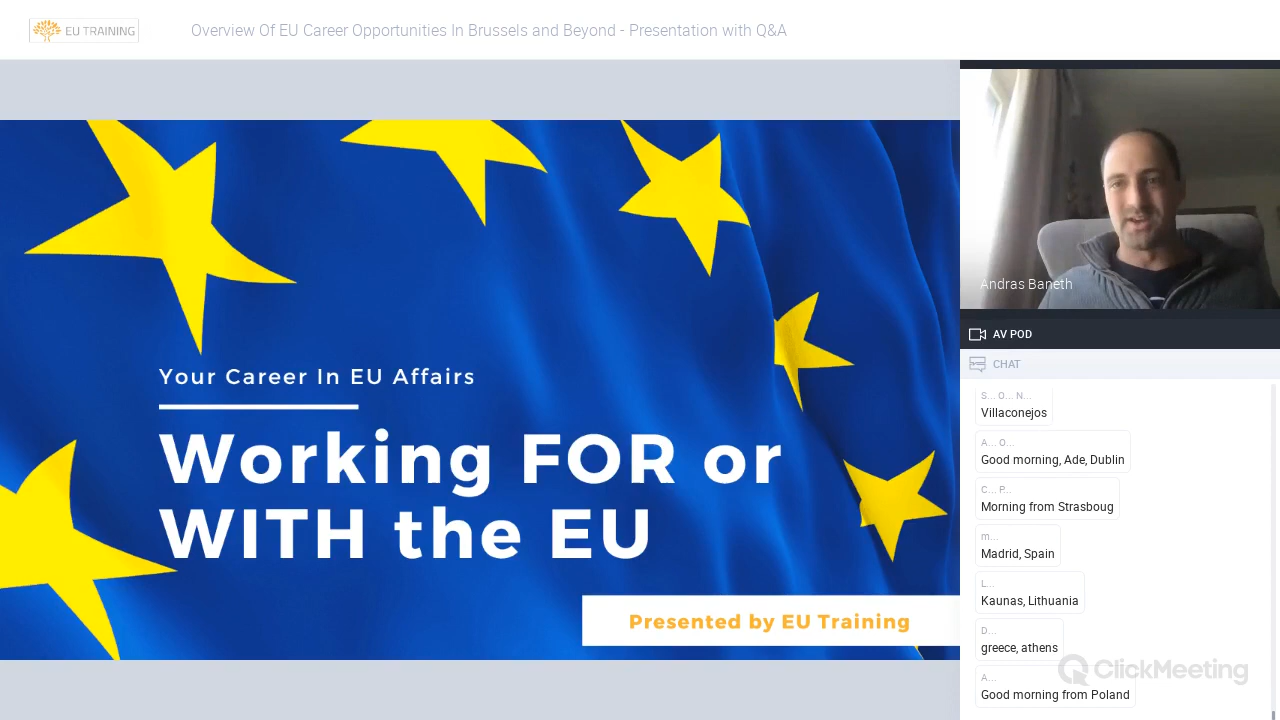 EU TRAINING
Overview Of EU Career Opportunities In Brussels and Beyond - Presentation with Q&A
Your Career In EU Affairs
Working FOR or
WITH the EU
Presented by EU Training
Andras Baneth
AV POD
CHAT
S... O... N...
Villaconejos
A... O...
Good morning, Ade, Dublin
C... P...
Morning from Strasboug
m...
Madrid, Spain
L...
Kaunas, Lithuania
D...
greece, athens
A...
Good morning from Poland
ClickMeeting